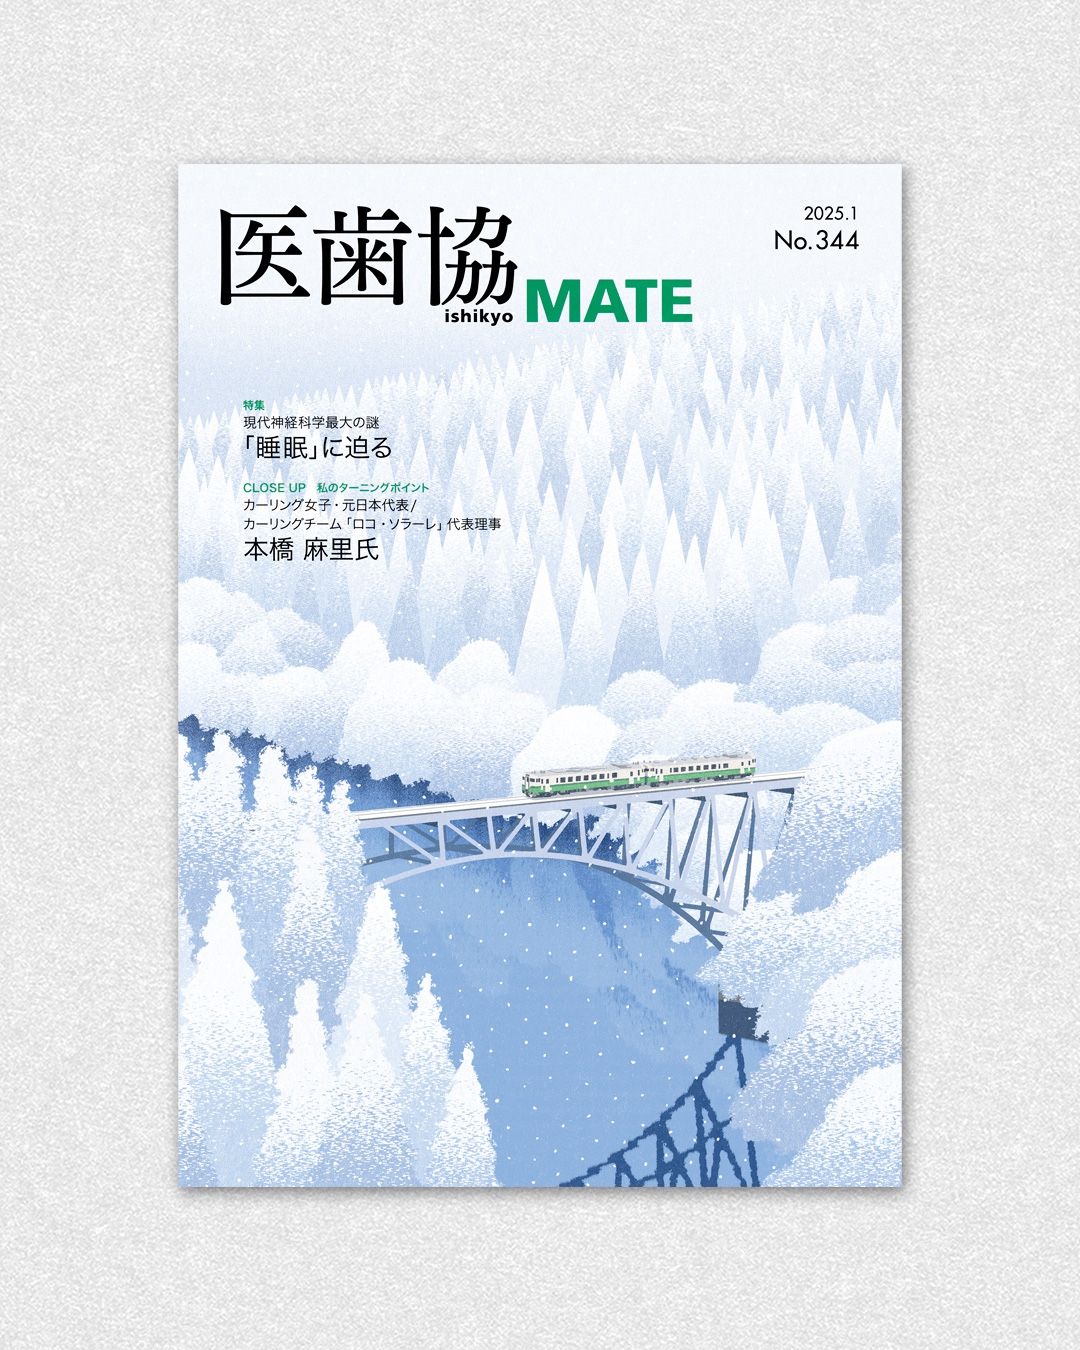 医歯協
ishikyo
MATE
2025.1
No.344
特集
現代神経科学最大の謎
「睡眠」に迫る
CLOSE UP 私のターニングポイント
カーリング女子・元日本代表/
カーリングチーム「ロコ・ソラーレ」代表理事
本橋 麻里氏